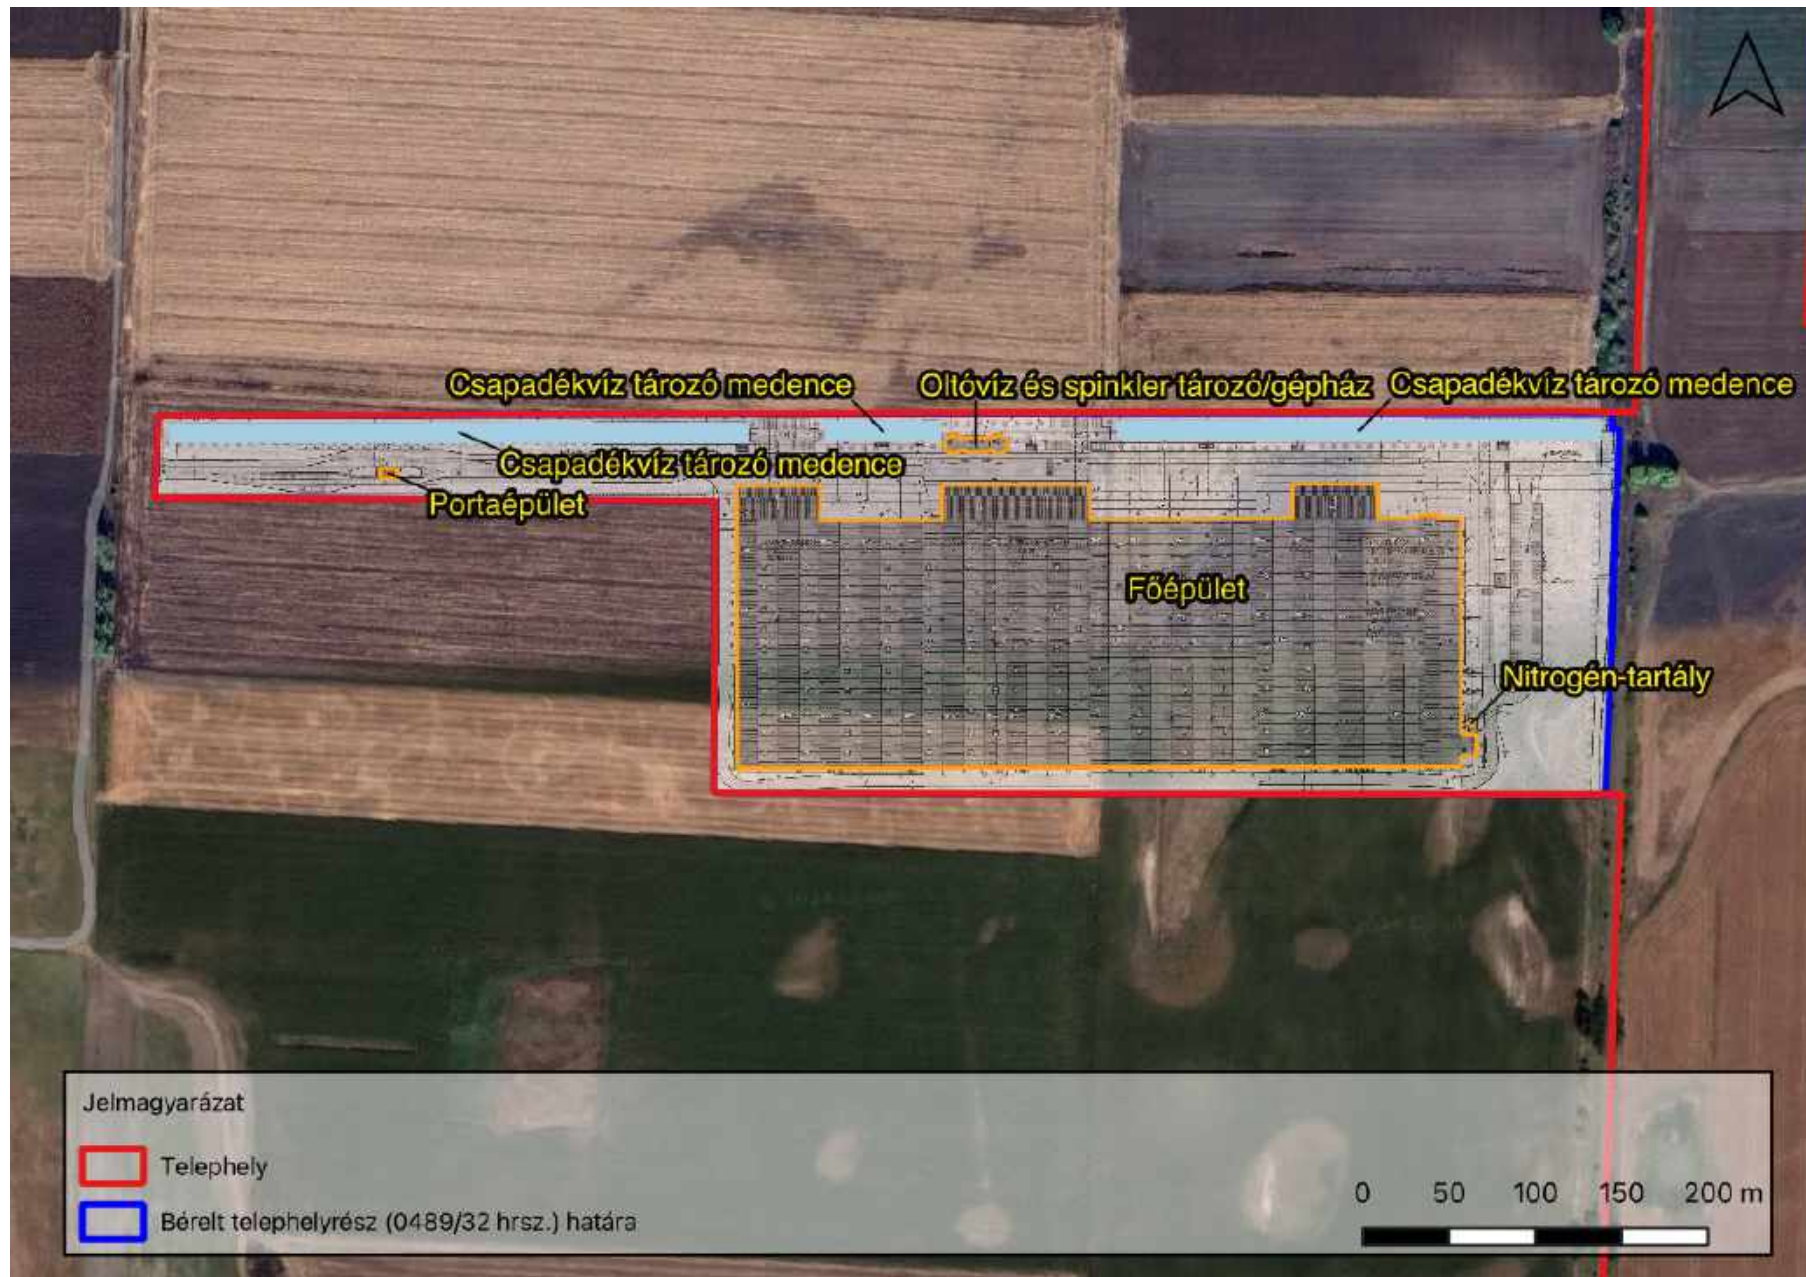 Csapadékvíz tározó medence
Oltóvíz és spinkler tározó/gépház
Csapadékvíz tározó medence
Csapadékvíz tározó medence
Portaépület
Főépület
Nitrogén-tartály
Jelmagyarázat
Telephely
Bérelt telephelyrész (0489/32 hrsz.) határa
0 50 100 150 200 m